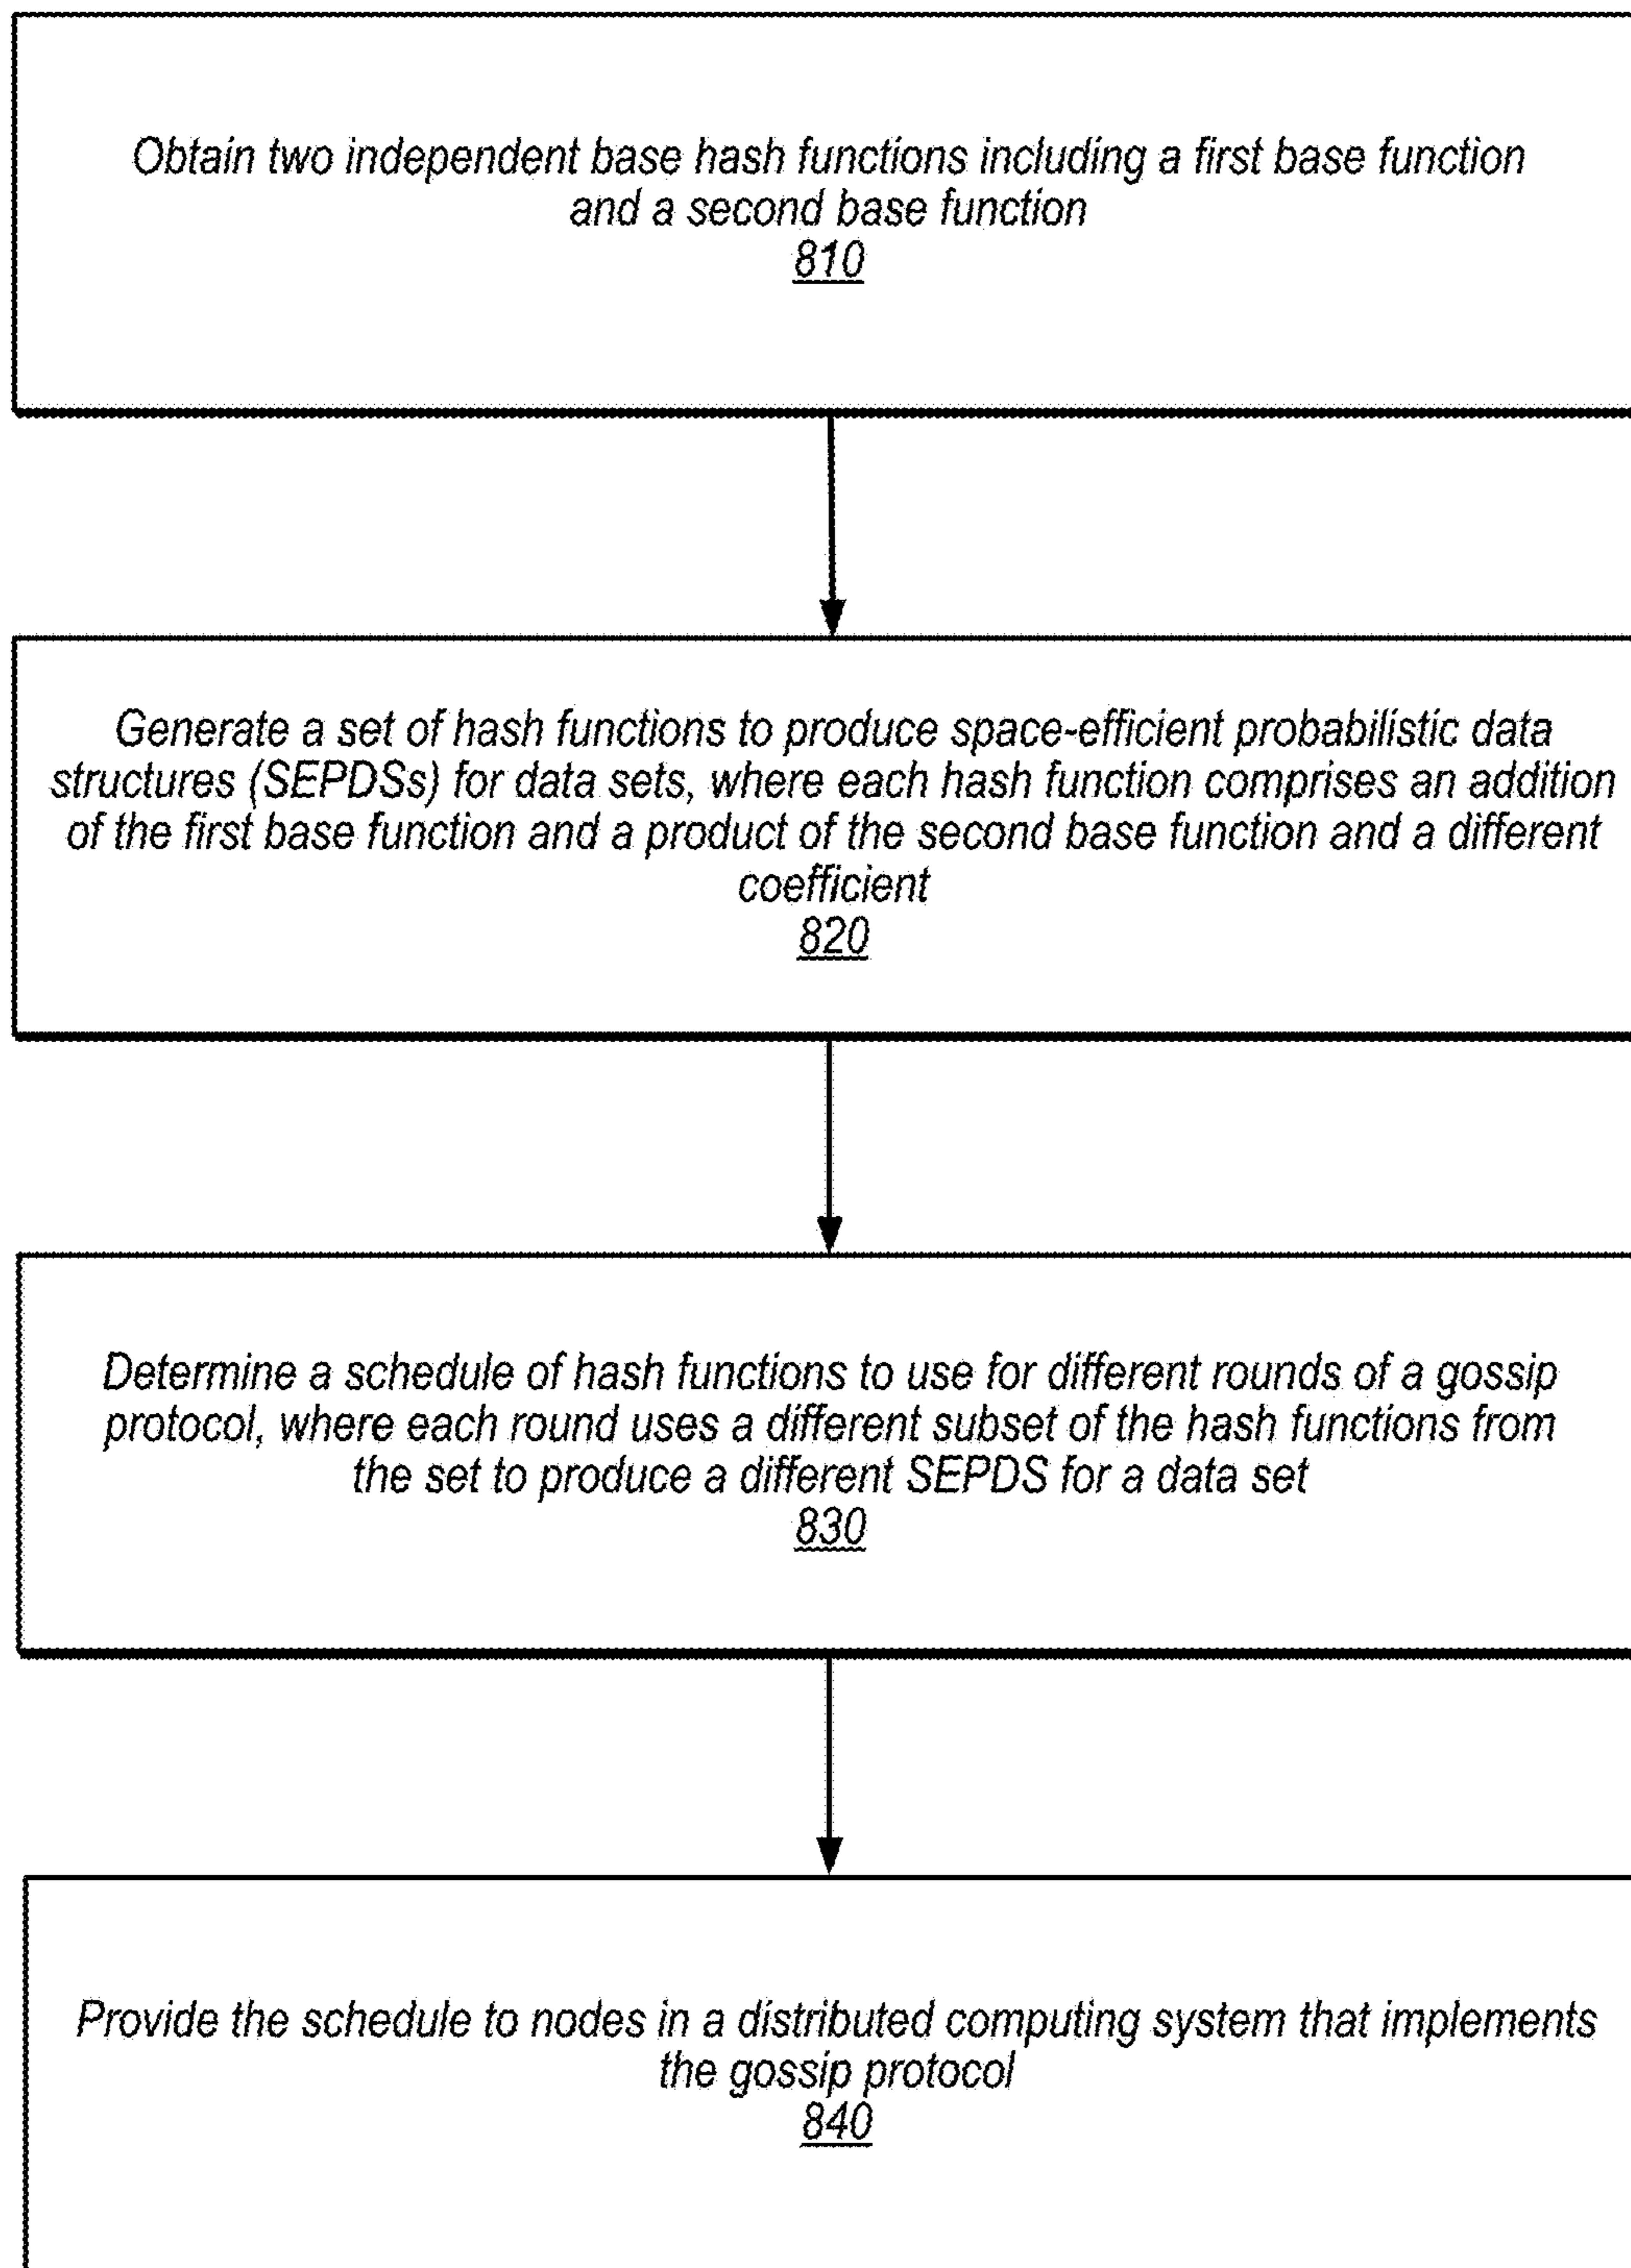 Obtain two independent base hash functions including a first base function
and a second base function
810
Generate a set of hash functions to produce space-efficient probabilistic data
structures (SEPDSs) for data sets, where each hash function comprises an addition
of the first base function and a product of the second base function and a different
coefficient
820
Determine a schedule of hash functions to use for different rounds of a gossip
protocol, where each round uses a different subset of the hash functions from
the set to produce a different SEPDS for a data set
830
Provide the schedule to nodes in a distributed computing system that implements
the gossip protocol
840